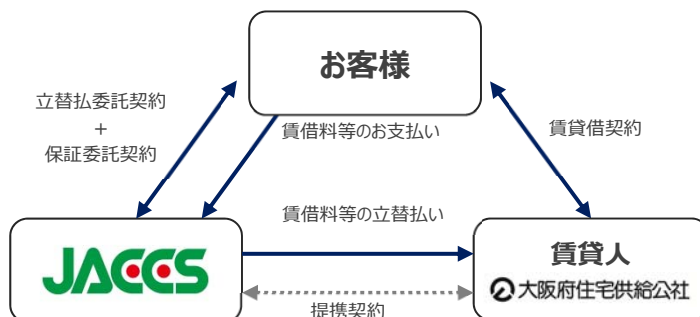 お客様
立替払委託契約
+
保証委託契約
賃借料等のお支払い
賃貸借契約
賃借料等の立替払い
JACCS
賃貸人
大阪府住宅供給公社
提携契約